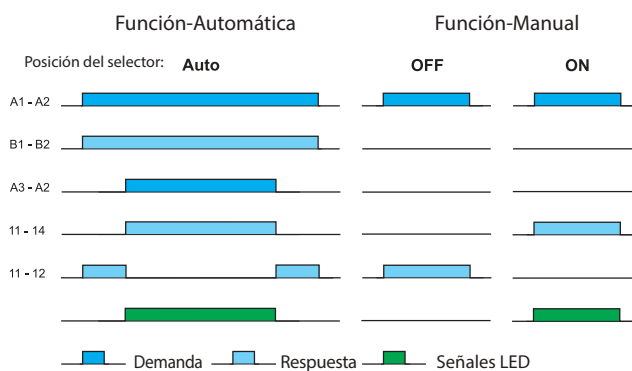 Función-Automática Función-Manual
Posición del selector: Auto OFF ON
A1 - A2
B1 - B2
A3 - A2
11 - 14
11 - 12
Demanda Respuesta Señales LED